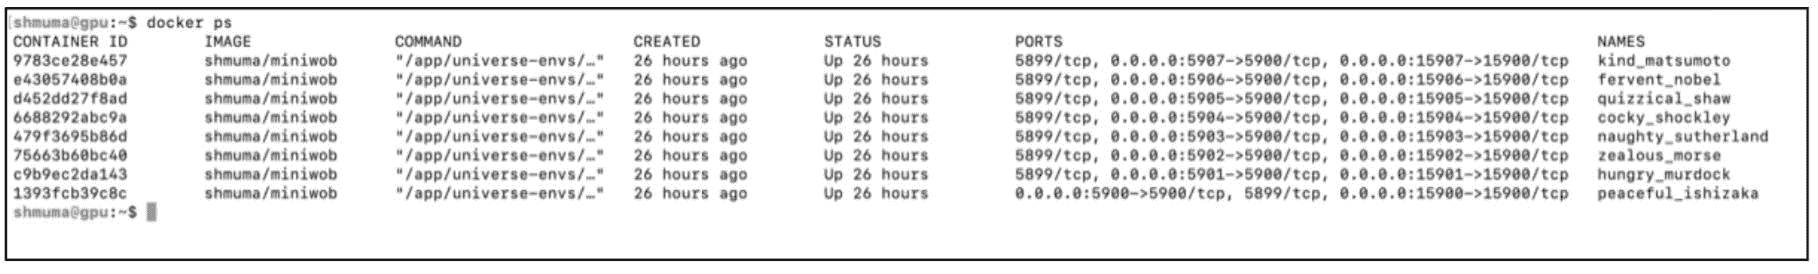 [shmuma@gpu:~$ docker ps
CONTAINER ID IMAGE COMMAND CREATED STATUS PORTS NAMES
9783ce28e457 shmuma/miniwob "/app/universe-envs/…" 26 hours ago Up 26 hours 5899/tcp, 0.0.0.0:5907->5900/tcp, 0.0.0.0:15907->15900/tcp kind_matsumoto
e43057408b0a shmuma/miniwob "/app/universe-envs/…" 26 hours ago Up 26 hours 5899/tcp, 0.0.0.0:5906->5900/tcp, 0.0.0.0:15906->15900/tcp fervent_nobel
d452dd27f8ad shmuma/miniwob "/app/universe-envs/…" 26 hours ago Up 26 hours 5899/tcp, 0.0.0.0:5905->5900/tcp, 0.0.0.0:15905->15900/tcp quizzical_shaw
6688292abc9a shmuma/miniwob "/app/universe-envs/…" 26 hours ago Up 26 hours 5899/tcp, 0.0.0.0:5904->5900/tcp, 0.0.0.0:15904->15900/tcp cocky_shockley
479f3695b86d shmuma/miniwob "/app/universe-envs/…" 26 hours ago Up 26 hours 5899/tcp, 0.0.0.0:5903->5900/tcp, 0.0.0.0:15903->15900/tcp naughty_sutherland
75663b60bc40 shmuma/miniwob "/app/universe-envs/…" 26 hours ago Up 26 hours 5899/tcp, 0.0.0.0:5902->5900/tcp, 0.0.0.0:15902->15900/tcp zealous_morse
c9b9ec2da143 shmuma/miniwob "/app/universe-envs/…" 26 hours ago Up 26 hours 5899/tcp, 0.0.0.0:5901->5900/tcp, 0.0.0.0:15901->15900/tcp hungry_murdock
1393fcb39c8c shmuma/miniwob "/app/universe-envs/…" 26 hours ago Up 26 hours 0.0.0.0:5900->5900/tcp, 5899/tcp, 0.0.0.0:15900->15900/tcp peaceful_ishizaka
shmuma@gpu:~$